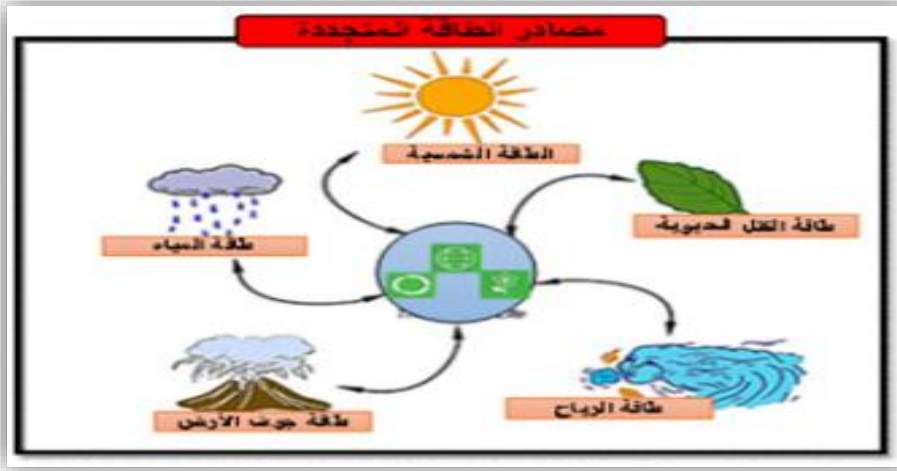 مصادر الطاقة المتجددة
الطاقة الشمسية
طاقة الكتل الحيوية
طاقة المياه
طاقة الرياح
طاقة جوف الأرض